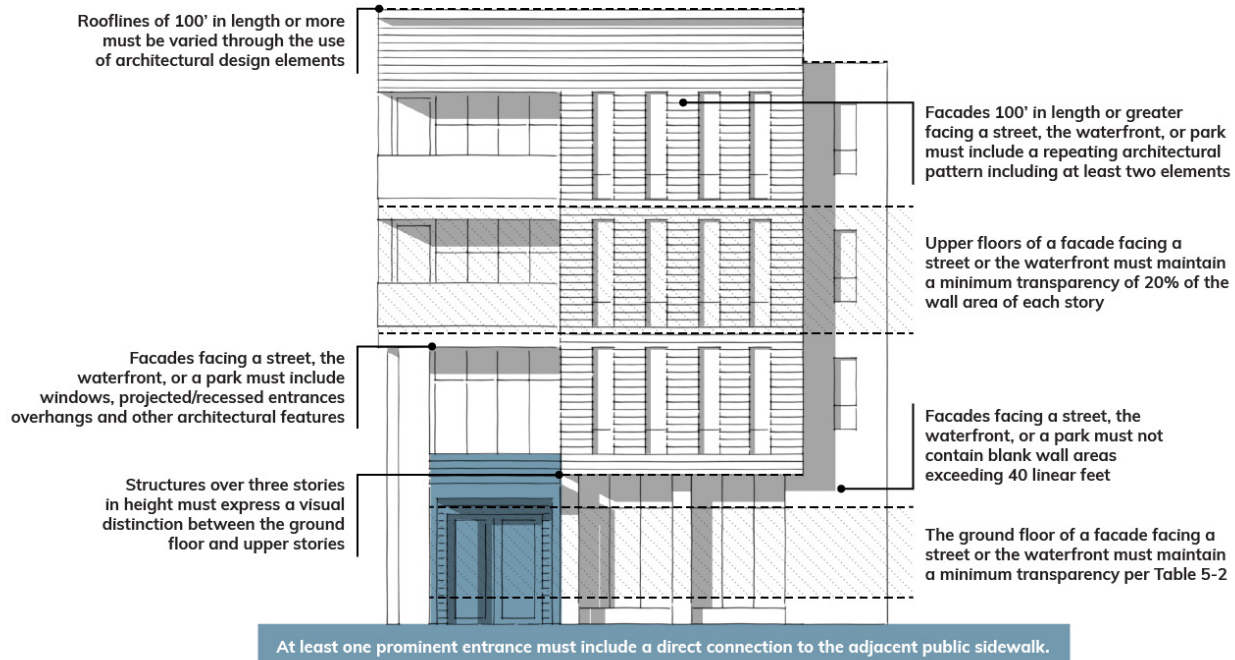 Rooflines of 100’ in length or more
must be varied through the use
of architectural design elements
Facades 100’ in length or greater
facing a street, the waterfront, or park
must include a repeating architectural
pattern including at least two elements
Upper floors of a facade facing a
street or the waterfront must maintain
a minimum transparency of 20% of the
wall area of each story
Facades facing a street, the
waterfront, or a park must include
windows, projected/recessed entrances
overhangs and other architectural features
Facades facing a street, the
waterfront, or a park must not
contain blank wall areas
exceeding 40 linear feet
Structures over three stories
in height must express a visual
distinction between the ground
floor and upper stories
The ground floor of a facade facing a
street or the waterfront must maintain
a minimum transparency per Table 5-2
At least one prominent entrance must include a direct connection to the adjacent public sidewalk.